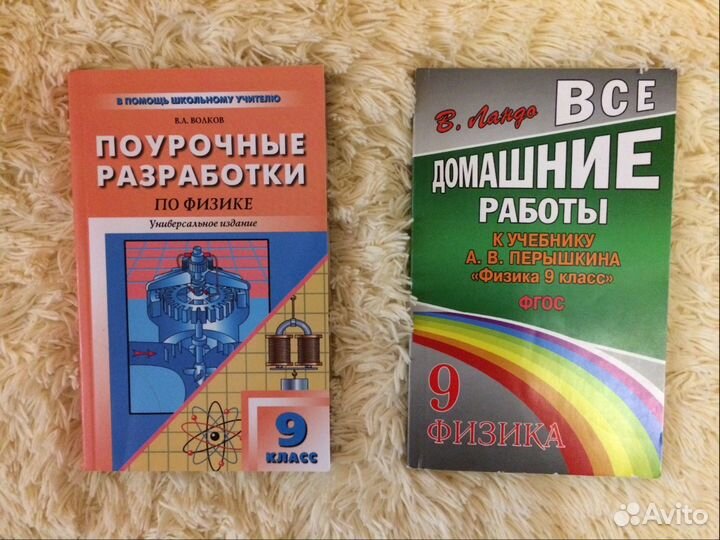 В ПОМОЩЬ ШКОЛЬНОМУ УЧИТЕЛЮ
В.А. ВОЛКОВ
ПОУРОЧНЫЕ
РАЗРАБОТКИ
ПО ФИЗИКЕ
Универсальное издание
9
КЛАСС
В. Ландо
ВСЕ
ДОМАШНИЕ
РАБОТЫ
К УЧЕБНИКУ
А. В. ПЕРЫШКИНА
«Физика 9 класс»
ФГОС
9
ФИЗИКА
Avito